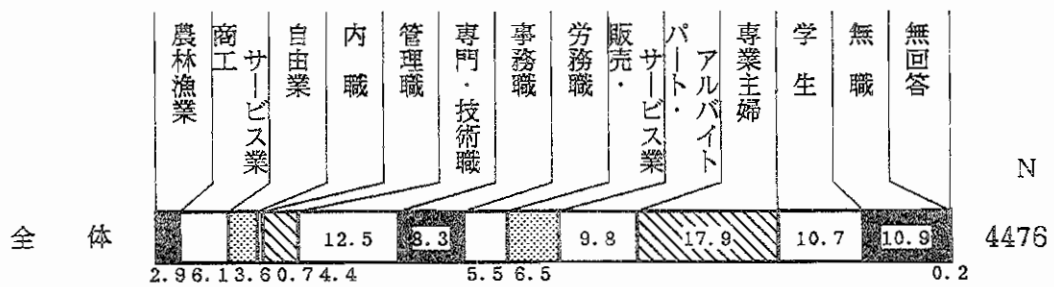 農林漁業
商工
サービス業
自由業
内職
管理職
専門・技術職
事務職
労務職
販売・
サービス業
パート・
アルバイト
専業主婦
学生
無職
無回答
N
全体
12.5
8.3
9.8
17.9
10.7
10.9
4476
2.9 6.1 3.6 0.7 4.4
5.5 6.5
0.2